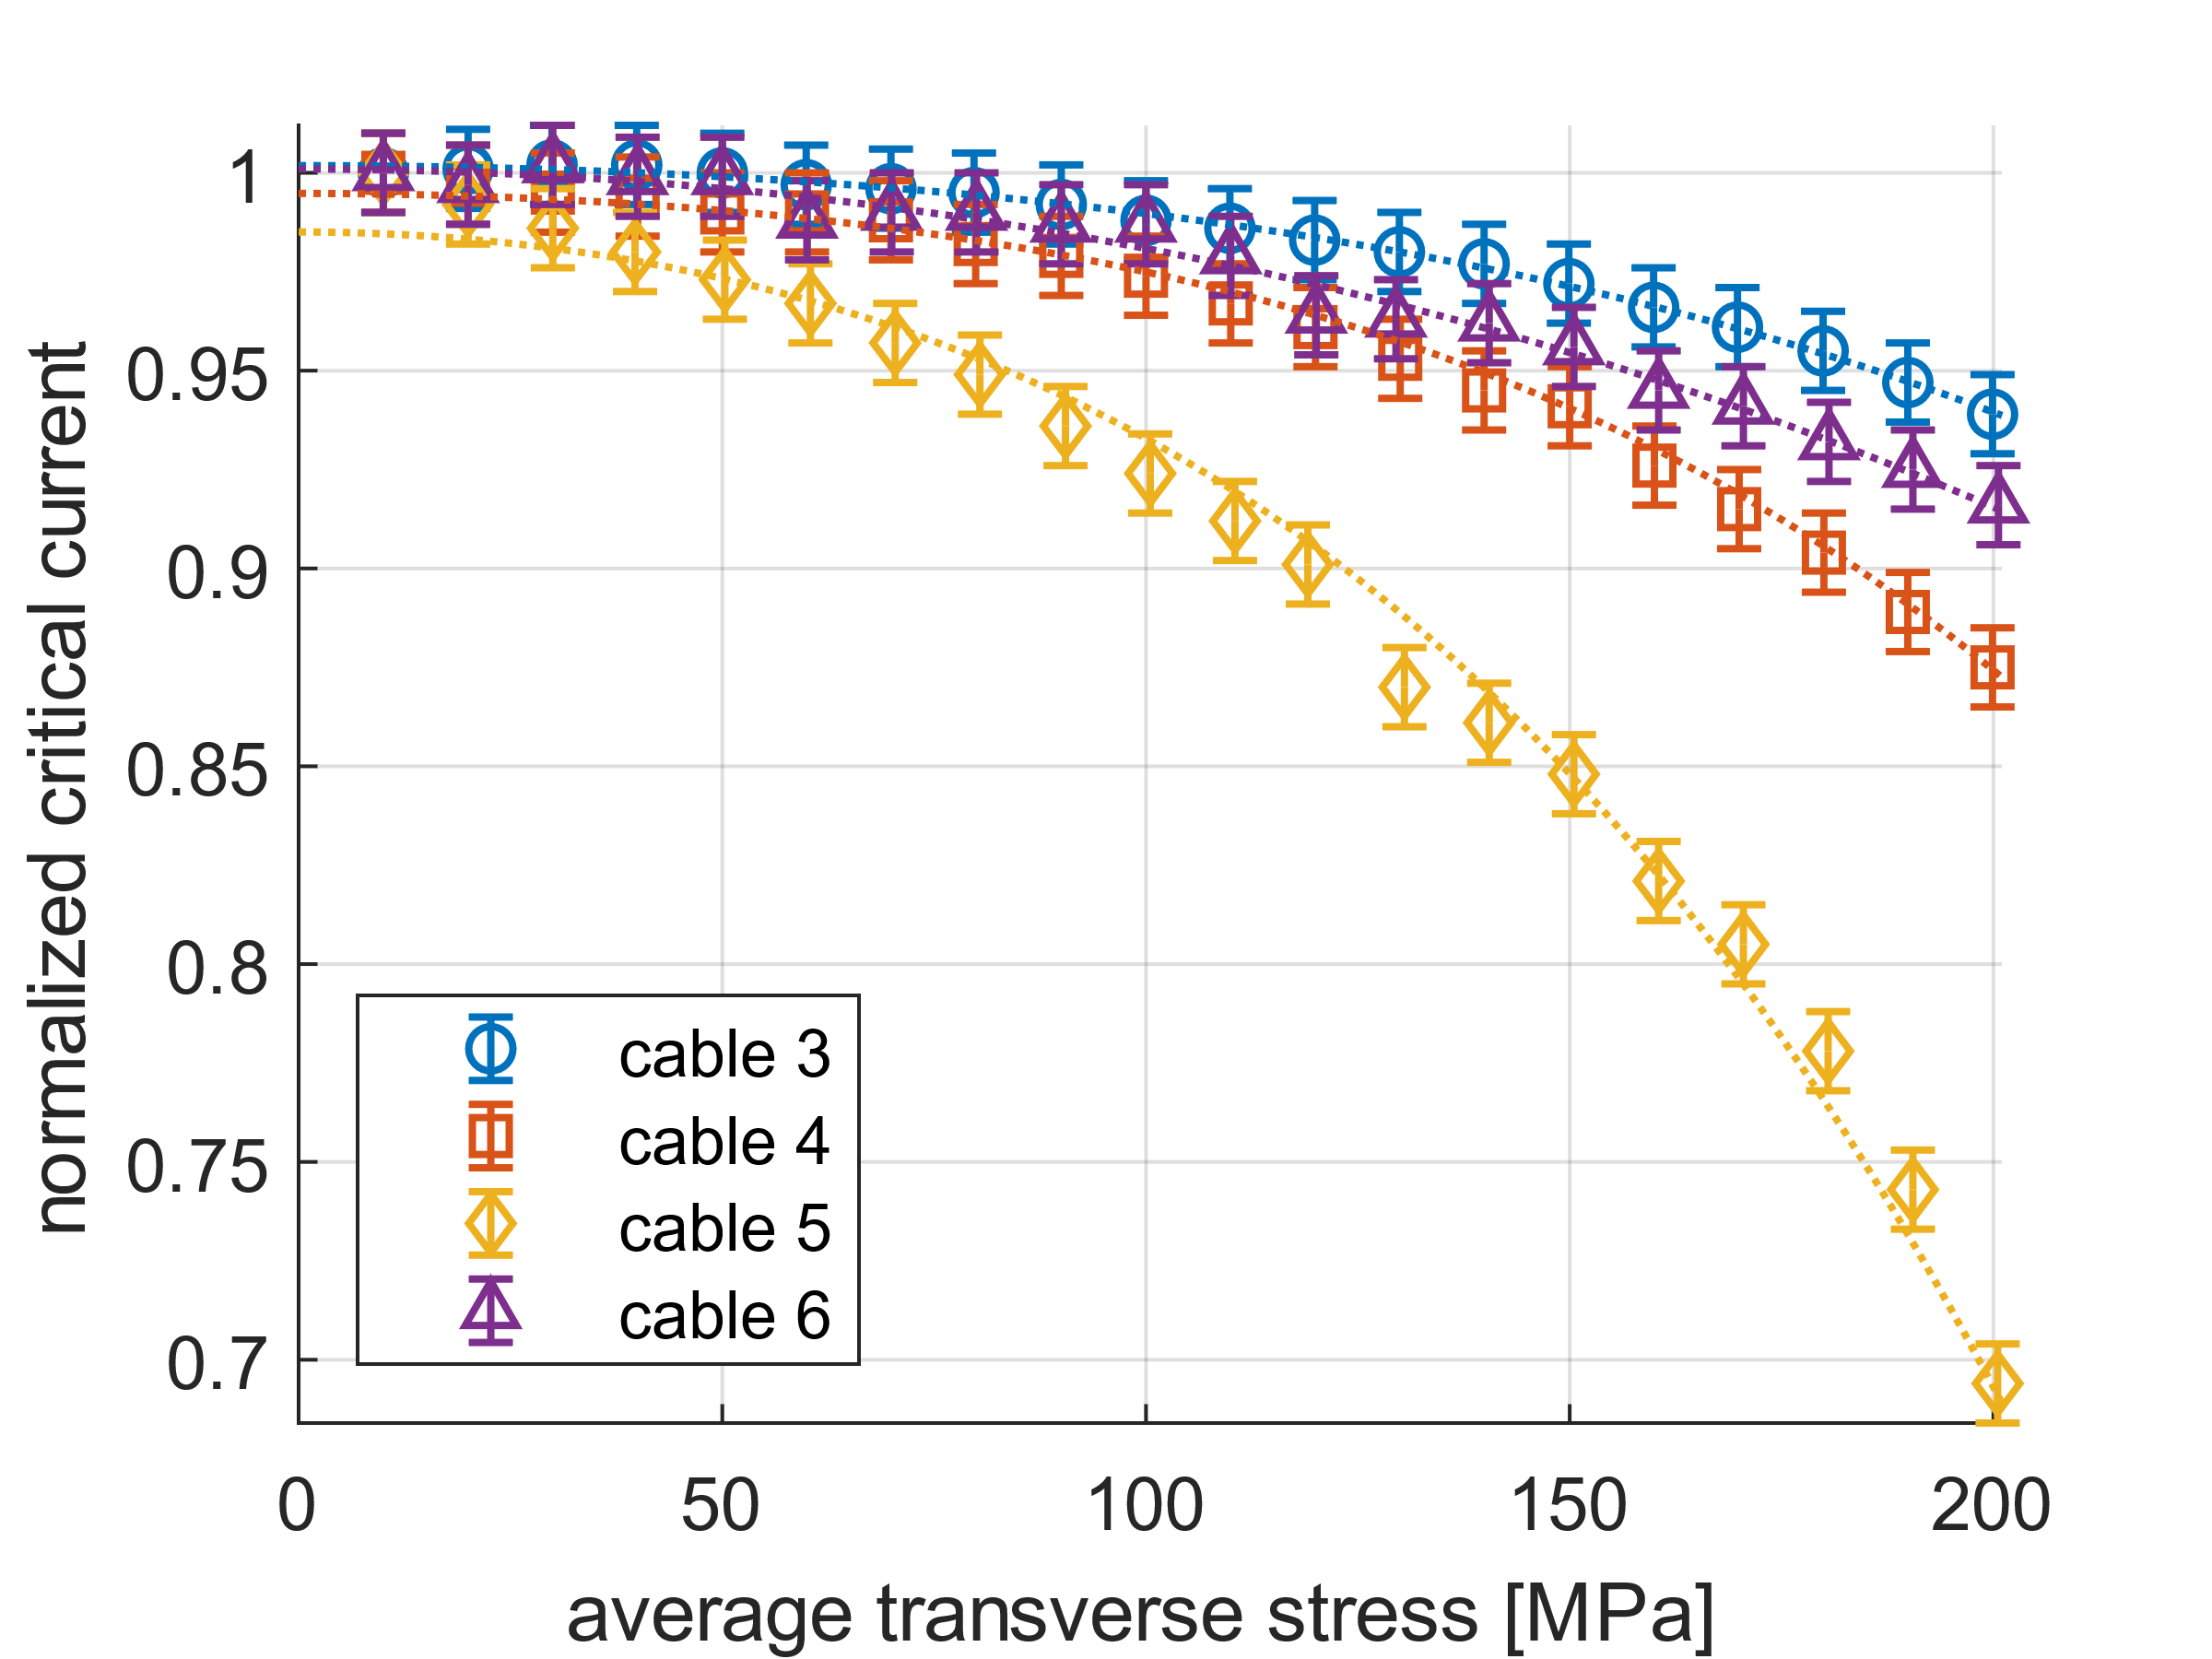 normalized critical current
1
0.95
0.9
0.85
0.8
0.75
0.7
cable 3
cable 4
cable 5
cable 6
0 50 100 150 200
average transverse stress [MPa]